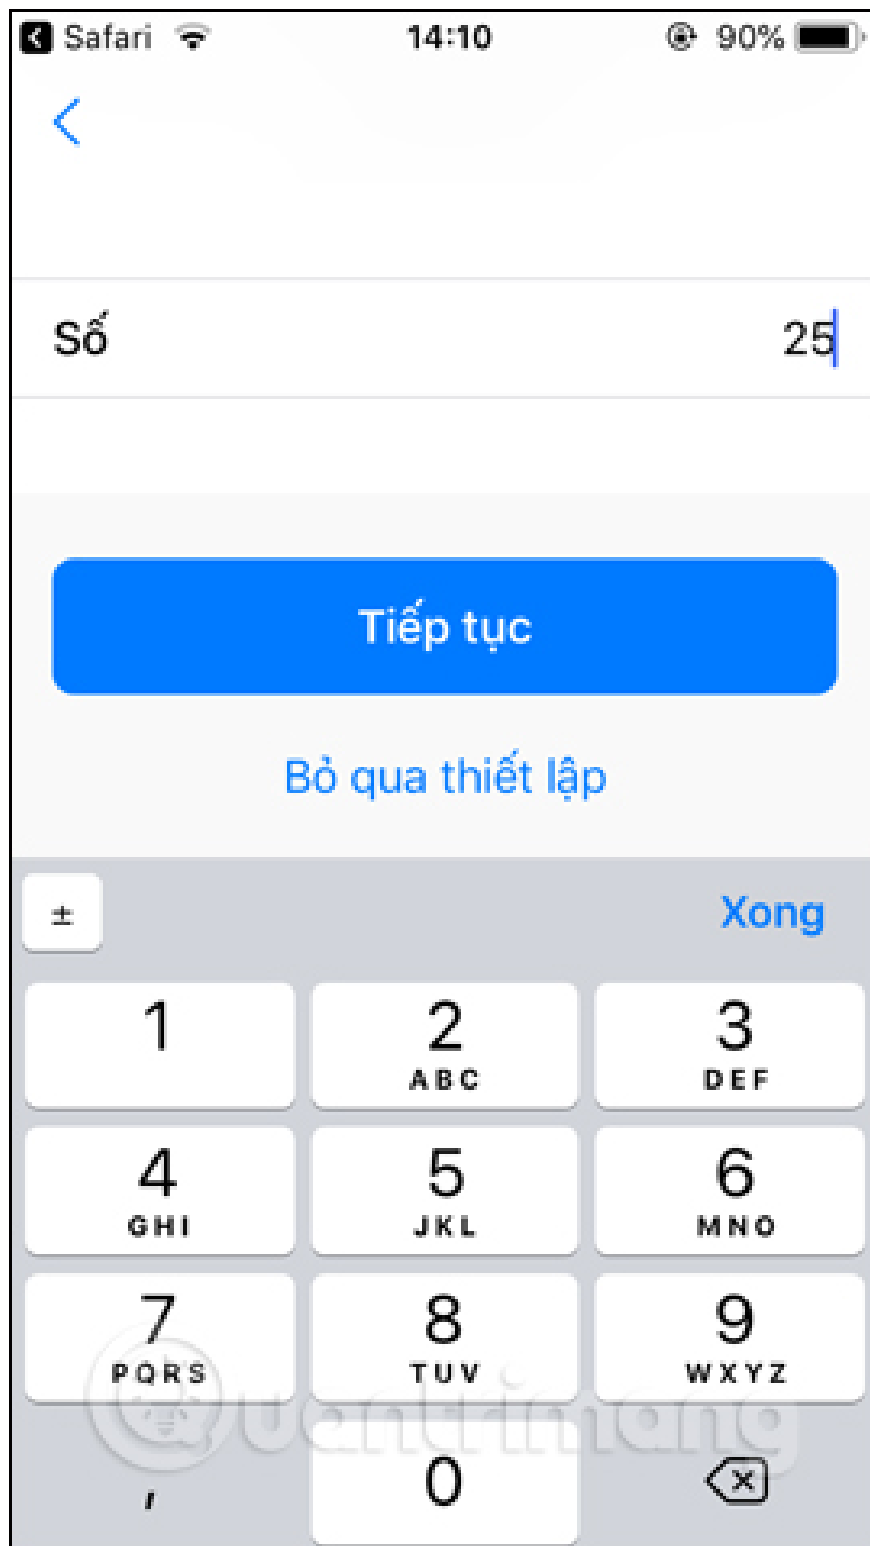 Safari 14:10 90%
Số 25
Tiếp tục
Bỏ qua thiết lập
± Xong
1 2 3
ABC DEF
4 5 6
GHI JKL MNO
7 8 9
PQRS TUV WXYZ
Quantrimang
, 0